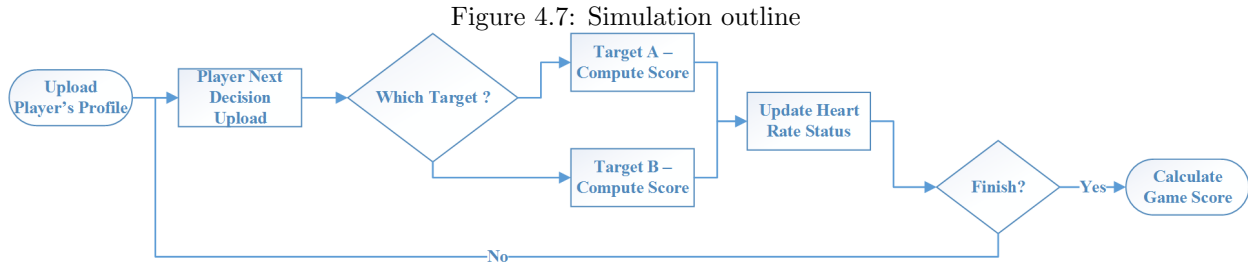 Figure 4.7: Simulation outline
Upload
Player's Profile
Player Next
Decision
Upload
Which Target ?
Target A –
Compute Score
Target B –
Compute Score
Update Heart
Rate Status
Finish?
Yes
Calculate
Game Score
No